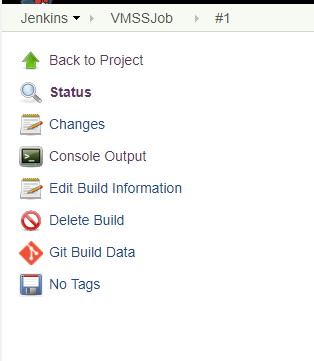 Jenkins VMSSJob #1
Back to Project
Status
Changes
Console Output
Edit Build Information
Delete Build
Git Build Data
No Tags